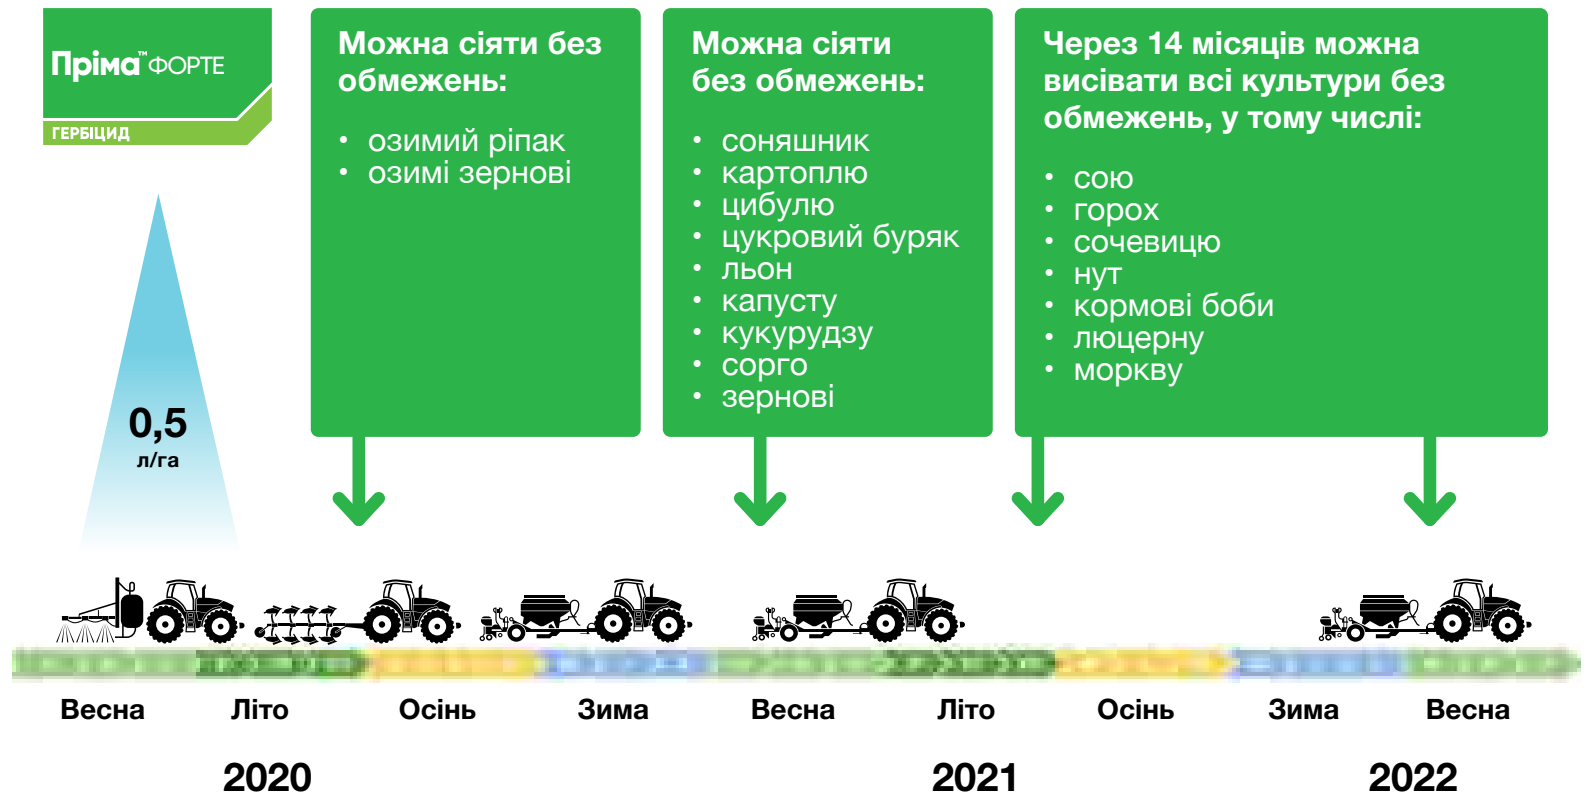 Пріма™ ФОРТЕ
ГЕРБІЦИД
0,5
л/га
Можна сіяти без
обмежень:
• озимий ріпак
• озимі зернові
Можна сіяти
без обмежень:
• соняшник
• картоплю
• цибулю
• цукровий буряк
• льон
• капусту
• кукурудзу
• сорго
• зернові
Через 14 місяців можна
висівати всі культури без
обмежень, у тому числі:
• сою
• горох
• сочевицю
• нут
• кормові боби
• люцерну
• моркву
Весна Літо Осінь Зима Весна Літо Осінь Зима Весна
2020 2021 2022